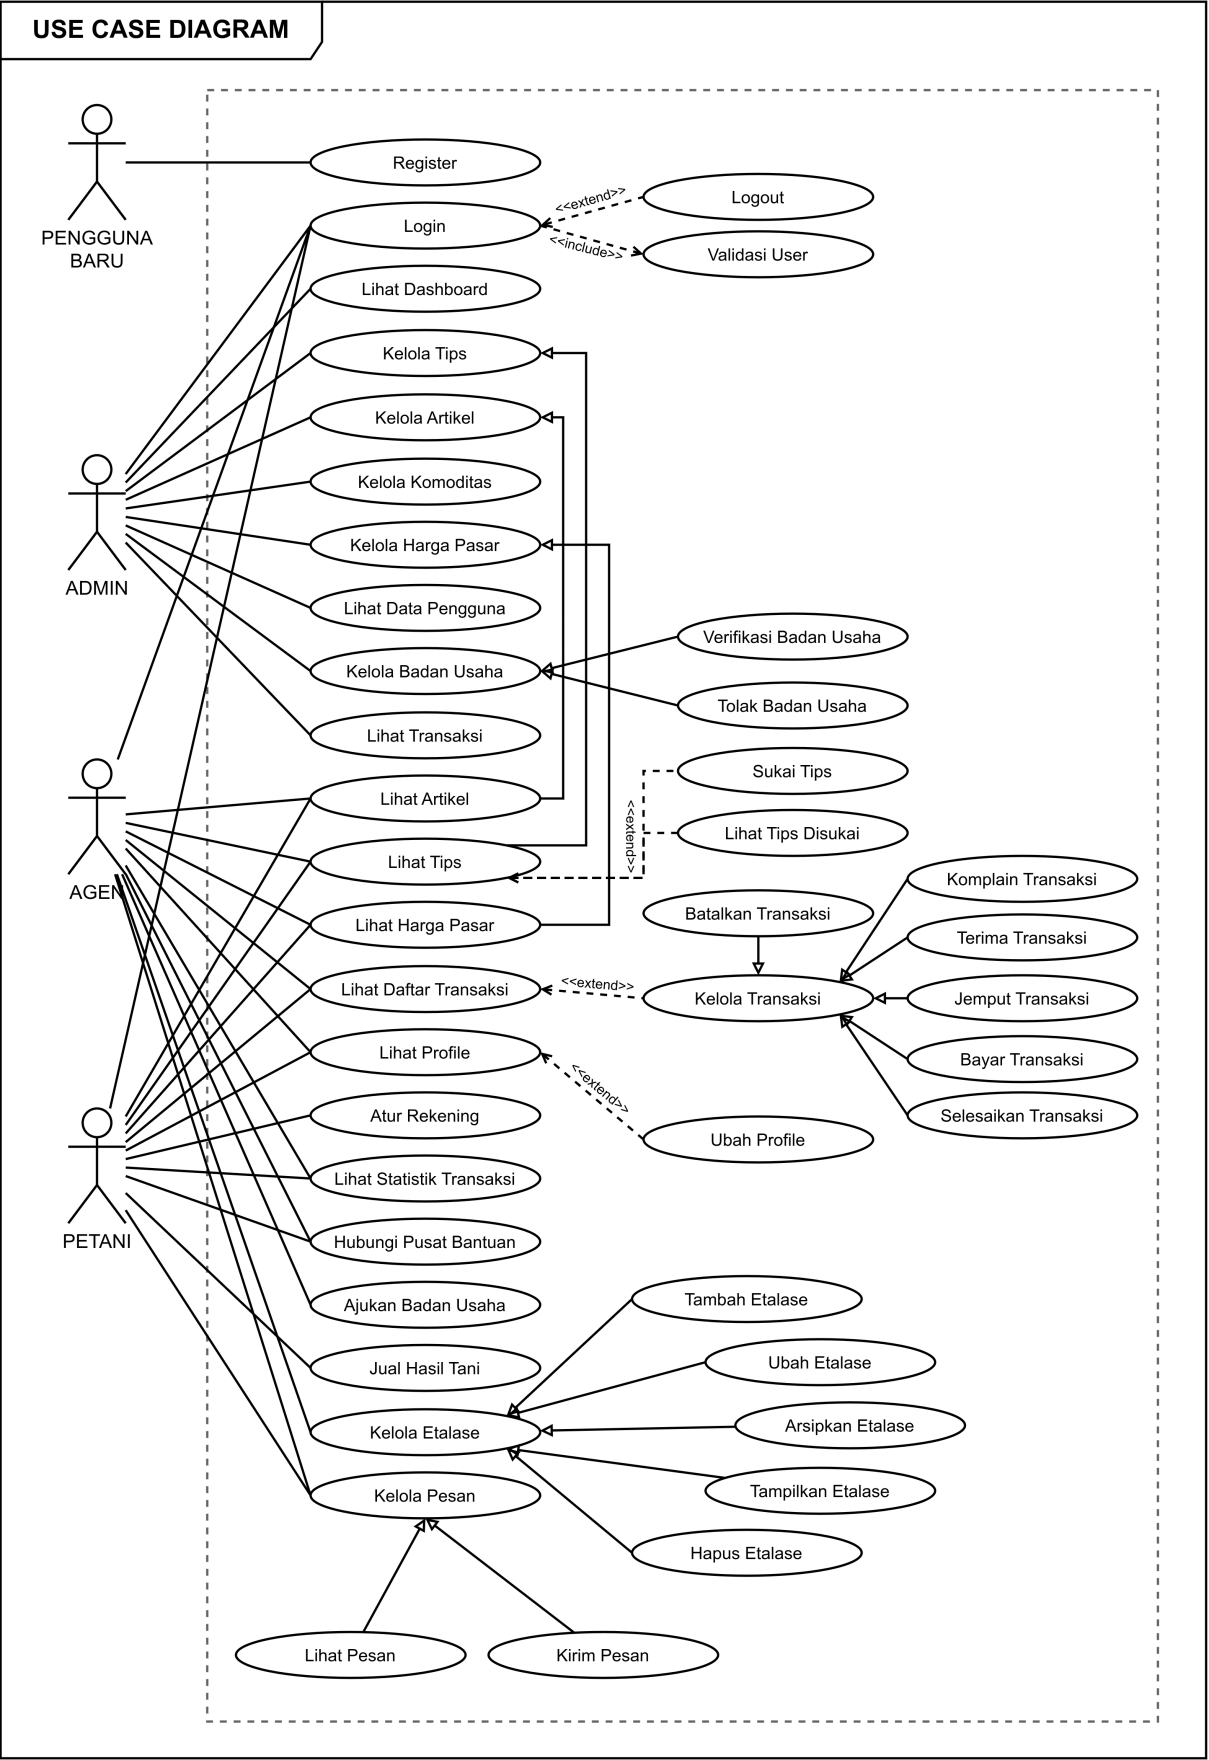 USE CASE DIAGRAM
PENGGUNA
BARU
Register
Logout
<<extend>>
Login
<<include>>
Validasi User
Lihat Dashboard
Kelola Tips
Kelola Artikel
Kelola Komoditas
Kelola Harga Pasar
ADMIN
Lihat Data Pengguna
Verifikasi Badan Usaha
Kelola Badan Usaha
Tolak Badan Usaha
Lihat Transaksi
Sukai Tips
Lihat Artikel
<<extend>>
Lihat Tips Disukai
Lihat Tips
AGEN
Komplain Transaksi
Batalkan Transaksi
Lihat Harga Pasar
Terima Transaksi
Lihat Daftar Transaksi
<<extend>>
Kelola Transaksi
Jemput Transaksi
Lihat Profile
Bayar Transaksi
<<extend>>
Atur Rekening
Selesaikan Transaksi
Ubah Profile
Lihat Statistik Transaksi
PETANI
Hubungi Pusat Bantuan
Ajukan Badan Usaha
Tambah Etalase
Jual Hasil Tani
Ubah Etalase
Kelola Etalase
Arsipkan Etalase
Kelola Pesan
Tampilkan Etalase
Hapus Etalase
Lihat Pesan
Kirim Pesan